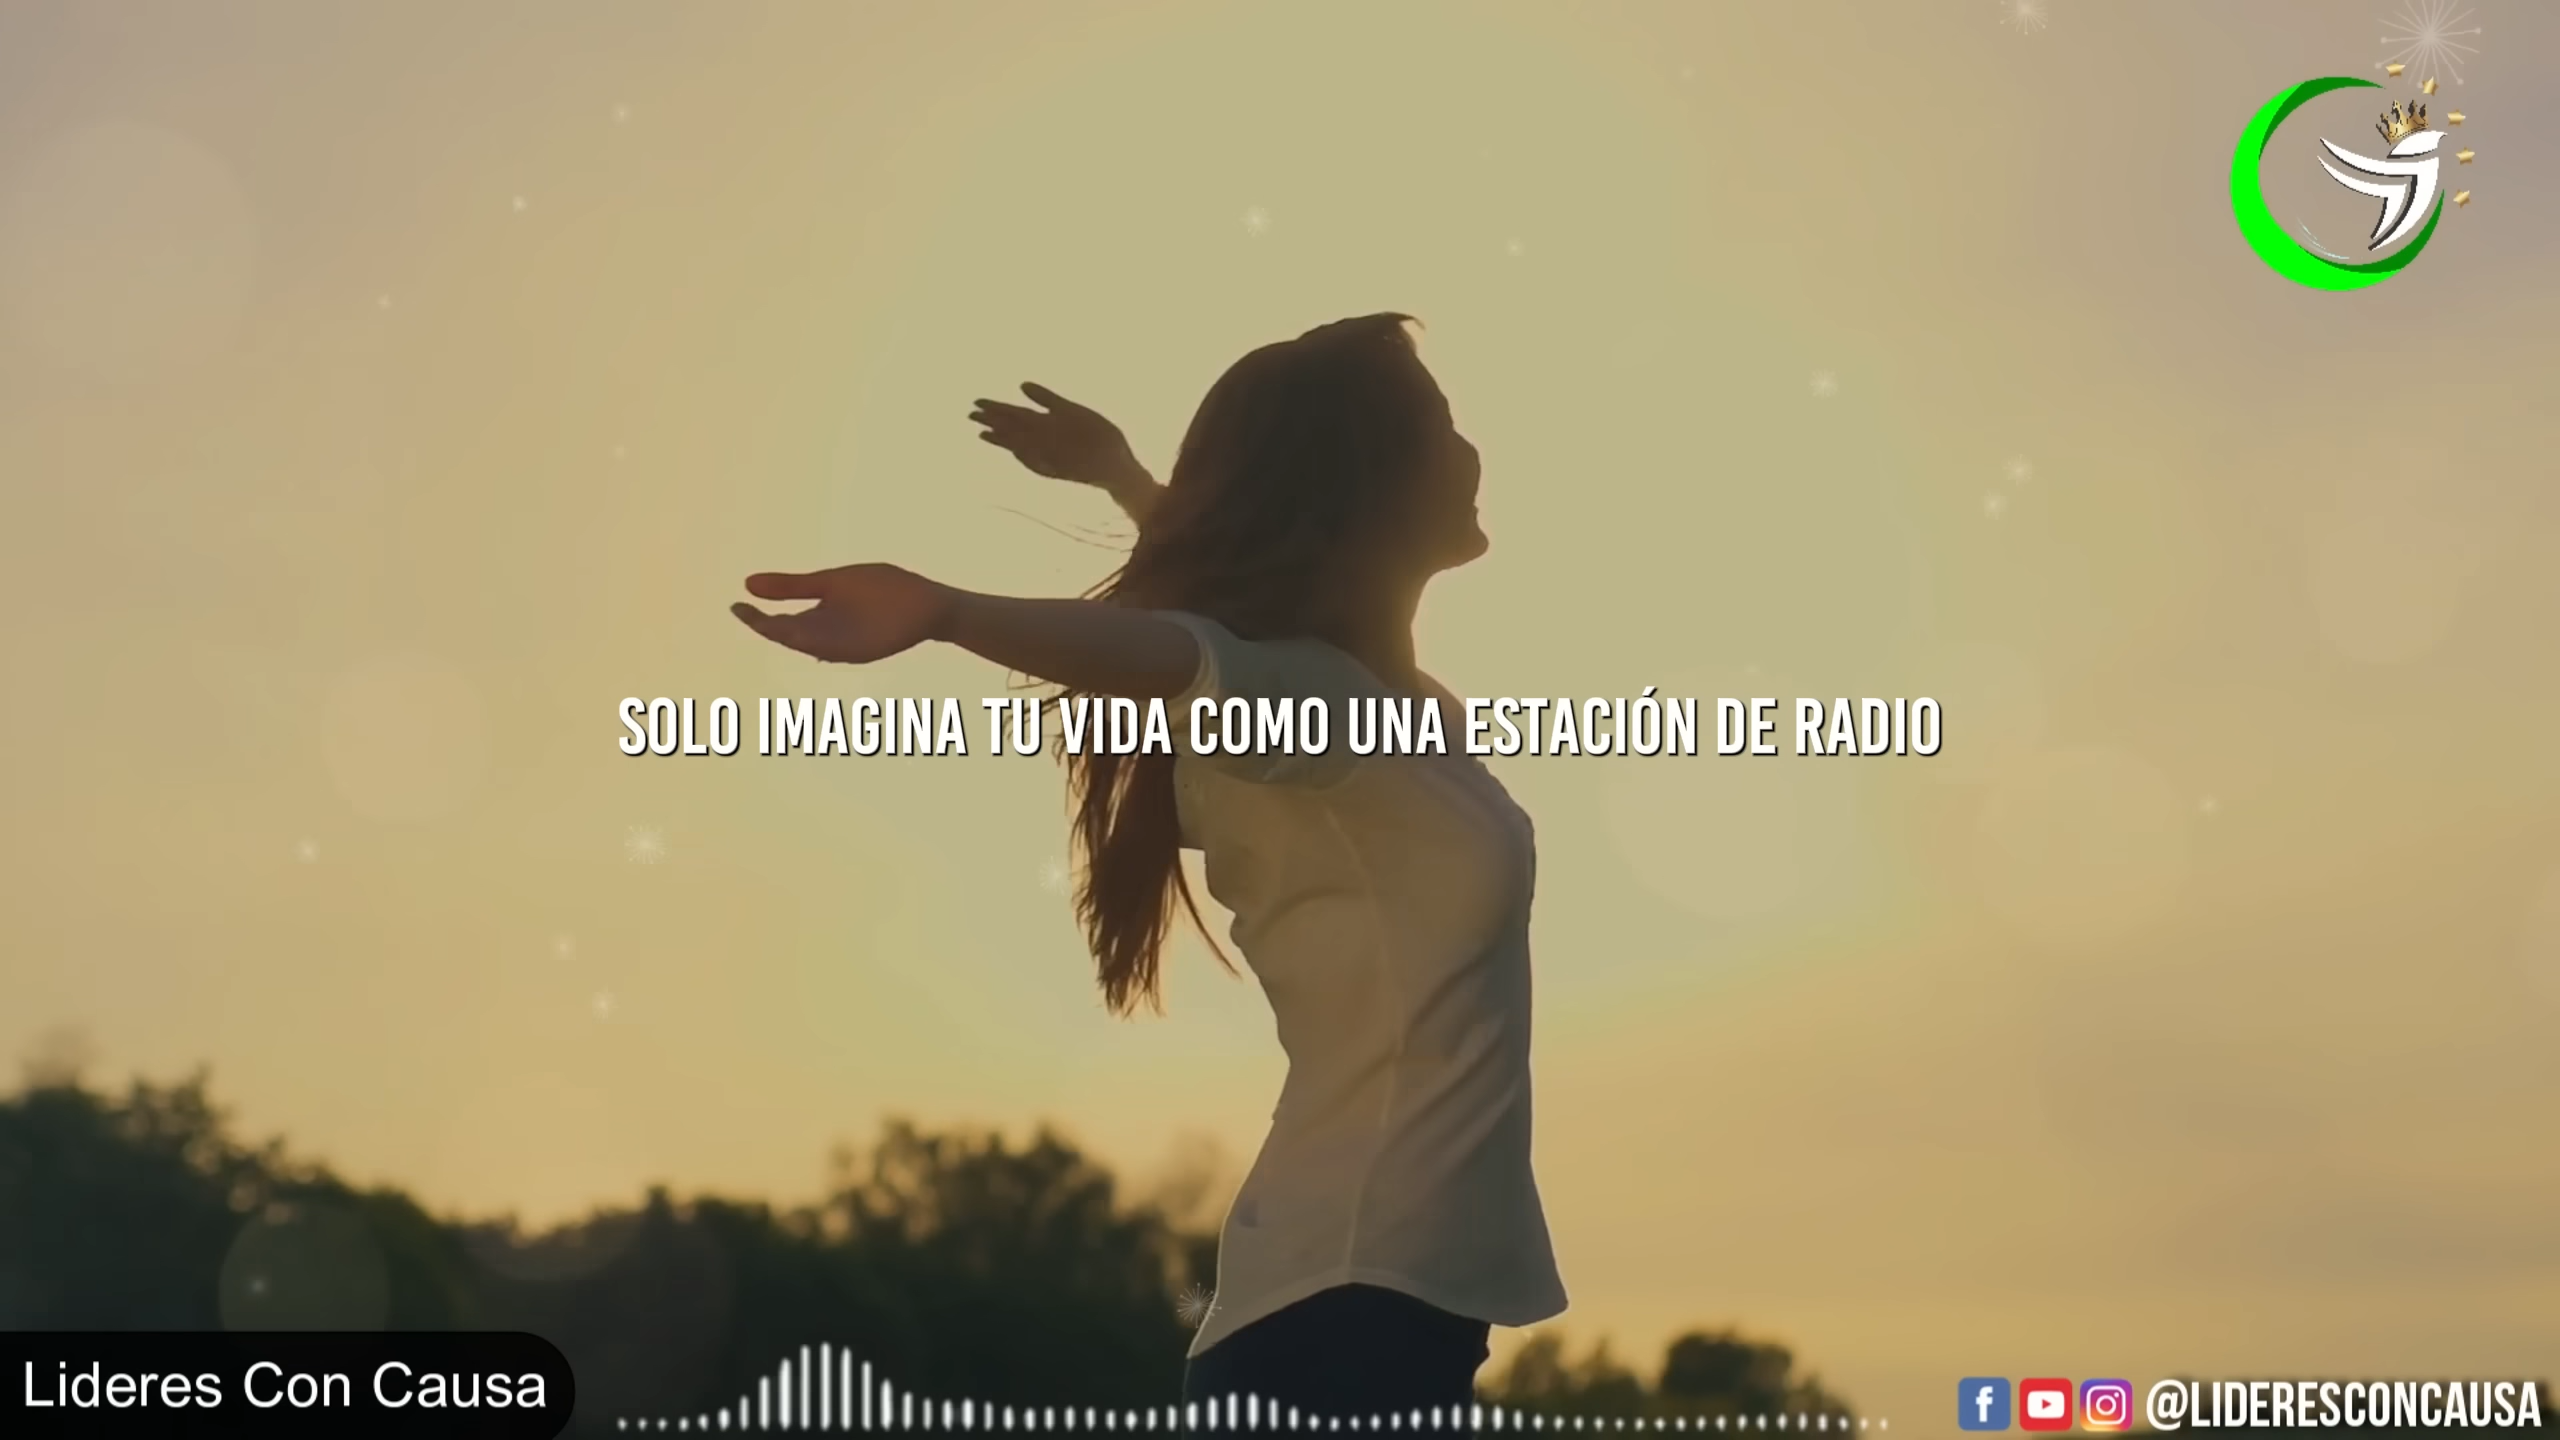 SOLO IMAGINA TU VIDA COMO UNA ESTACIÓN DE RADIO
Lideres Con Causa
@LIDERESCONCAUSA